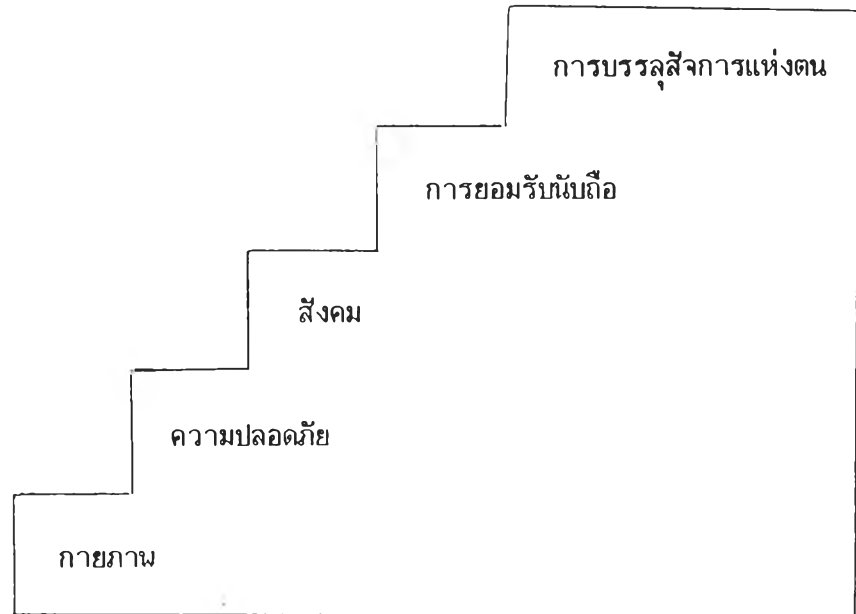 การบรรลุสัจการแห่งตน
การยอมรับนับถือ
สังคม
ความปลอดภัย
กายภาพ